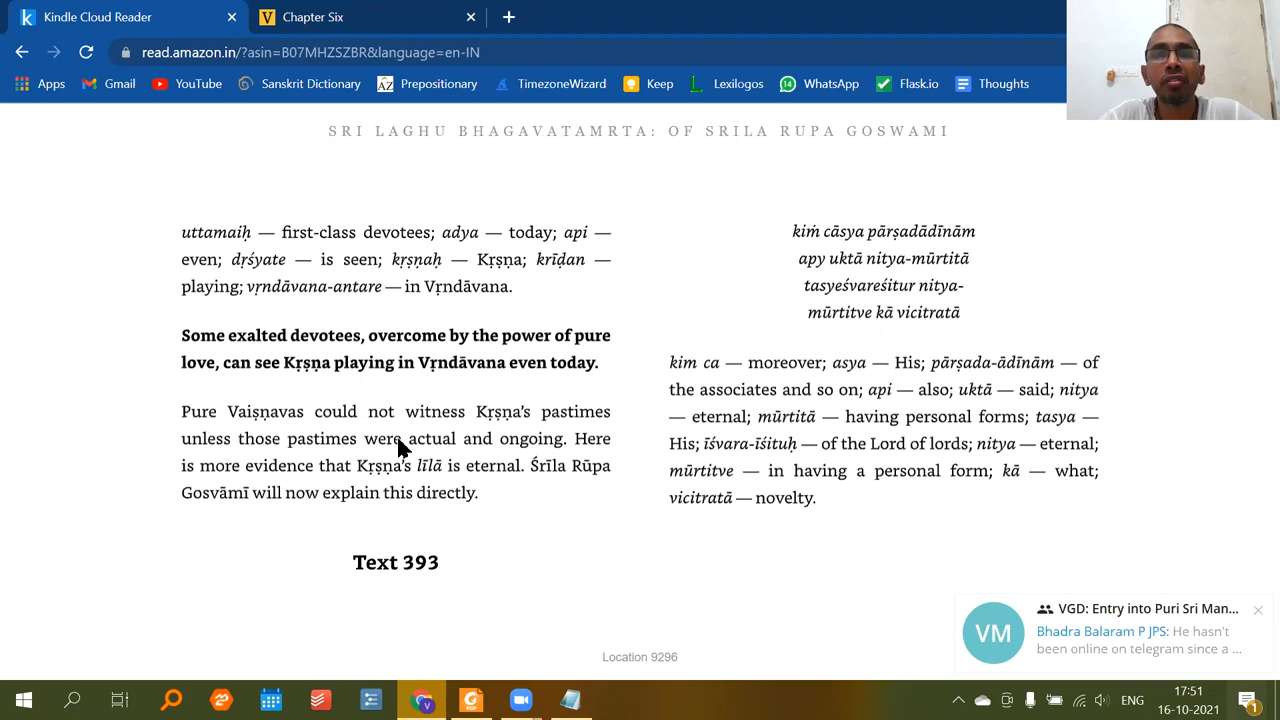 Kindle Cloud Reader
Chapter Six
read.amazon.in/?asin=B07MHZSZBR&language=en-IN
Apps
Gmail
YouTube
Sanskrit Dictionary
Prepositionary
TimezoneWizard
Keep
Lexilogos
14
WhatsApp
Flask.io
Thoughts
SRI LAGHU BHAGAVATAMRTA: OF SRILA RUPA GOSWAMI
uttamaiḥ — first-class devotees; adya — today; api —
even; dṛśyate — is seen; kṛṣṇaḥ — Kṛṣṇa; krīḍan —
playing; vṛndāvana-antare — in Vṛndāvana.
Some exalted devotees, overcome by the power of pure
love, can see Kṛṣṇa playing in Vṛndāvana even today.
Pure Vaiṣṇavas could not witness Kṛṣṇa's pastimes
unless those pastimes were actual and ongoing. Here
is more evidence that Kṛṣṇa's līlā is eternal. Śrīla Rūpa
Gosvāmī will now explain this directly.
Text 393
kiṁ cāsya pārṣadādīnām
apy uktā nitya-mūrtitā
tasyeśvareśitur nitya-
mūrtitve kā vicitratā
kim ca — moreover; asya — His; pārṣada-ādīnām — of
the associates and so on; api — also; uktā — said; nitya
— eternal; mūrtitā — having personal forms; tasya —
His; īśvara-īśituḥ — of the Lord of lords; nitya — eternal;
mūrtitve — in having a personal form; kā — what;
vicitratā — novelty.
VM
VGD: Entry into Puri Sri Man...
Bhadra Balaram P JPS: He hasn't
been online on telegram since a ...
Location 9296
ENG
17:51
16-10-2021
1